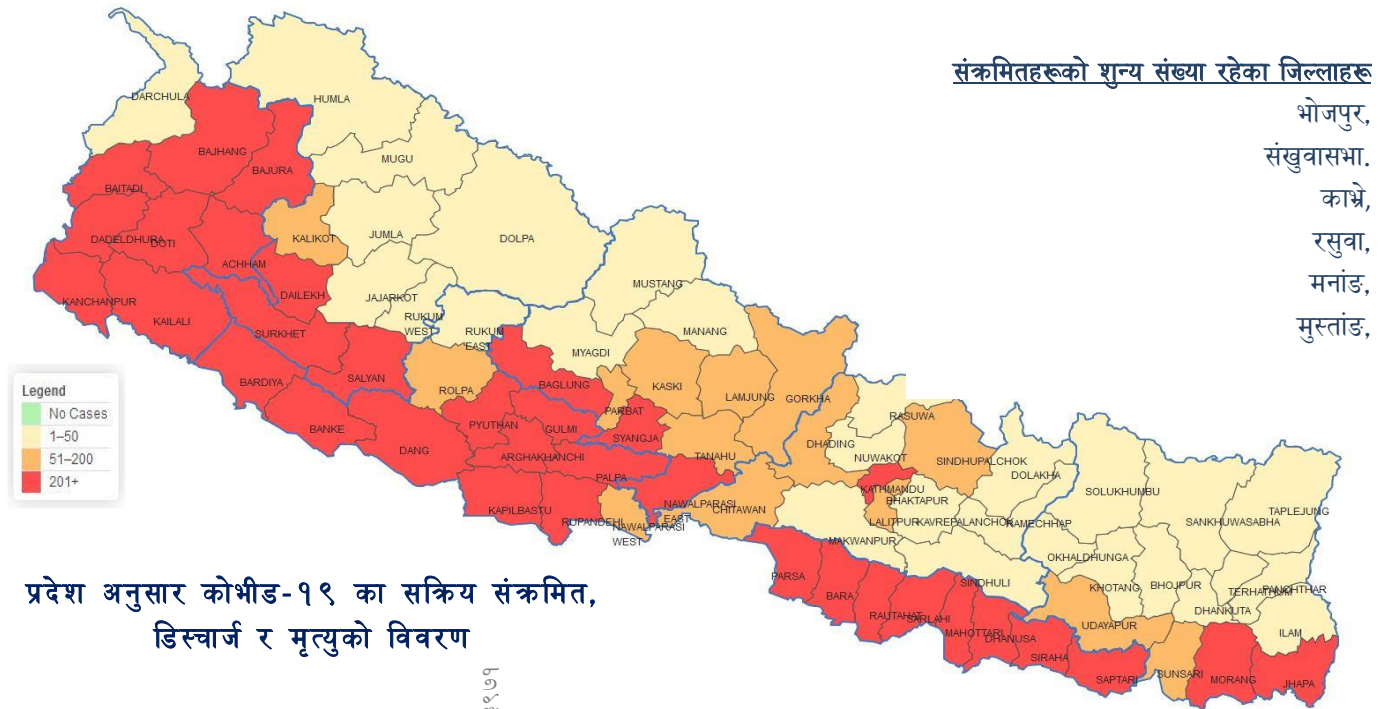 संक्रमितहरूको शुन्य संख्या रहेका जिल्लाहरू
भोजपुर,
संखुवासभा.
काभ्रे,
रसुवा,
मनांङ,
मुस्तांङ,
DARCHULA
HUMLA
BAJHANG
BAJURA
MUGU
BAITADI
DADELDHURA
DOTI
KALIKOT
JUMLA
DOLPA
ACHHAM
DAILEKH
JAJARKOT
KANCHANPUR
KAILALI
SURKHET
RUKUM
WEST
RUKUM
EAST
MUSTANG
MANANG
MYAGDI
BARDIYA
SALYAN
ROLPA
BAGLUNG
KASKI
LAMJUNG
GORKHA
PARBAT
BANKE
DANG
PYUTHAN
GULMI
SYANGJA
ARGHAKHANCHI
TANAHU
DHADING
RASUWA
NUWAKOT
SINDHUPALCHOK
DOLAKHA
PALPA
KAPILBASTU
RUPANDEHI
NAWALPARASI
WEST
NAWALPARASI
EAST
CHITAWAN
KATHMANDU
BHAKTAPUR
LALITPUR
KAVREPALANCHOK
RAMECHHAP
SOLUKHUMBU
SANKHUWASABHA
TAPLEJUNG
MAKWANPUR
SINDHULI
OKHALDHUNGA
KHOTANG
BHOJPUR
TERHATHUM
PANCHTHAR
DHANKUTA
PARSA
BARA
RAUTAHAT
SARLAHI
MAHOTTARI
DHANUSA
SIRAHA
UDAYAPUR
ILAM
SAPTARI
SUNSARI
MORANG
JHAPA
Legend
No Cases
1–50
51–200
201+
प्रदेश अनुसार कोभीड-१९ का सक्रिय संक्रमित,
डिस्चार्ज र मृत्युको विवरण